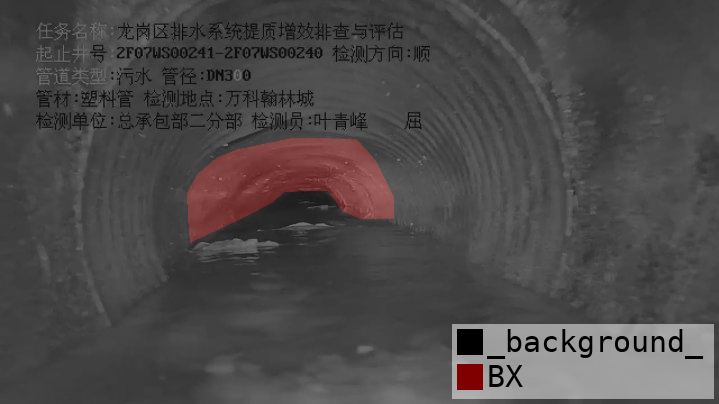 任务名称:龙岗区排水系统提质增效排查与评估
起止井号 2F07WS00241-2F07WS00240 检测方向:顺
管道类型:污水 管径:DN300
管材:塑料管 检测地点:万科翰林城
检测单位:总承包部二分部 检测员:叶青峰 屈
_background_
BX